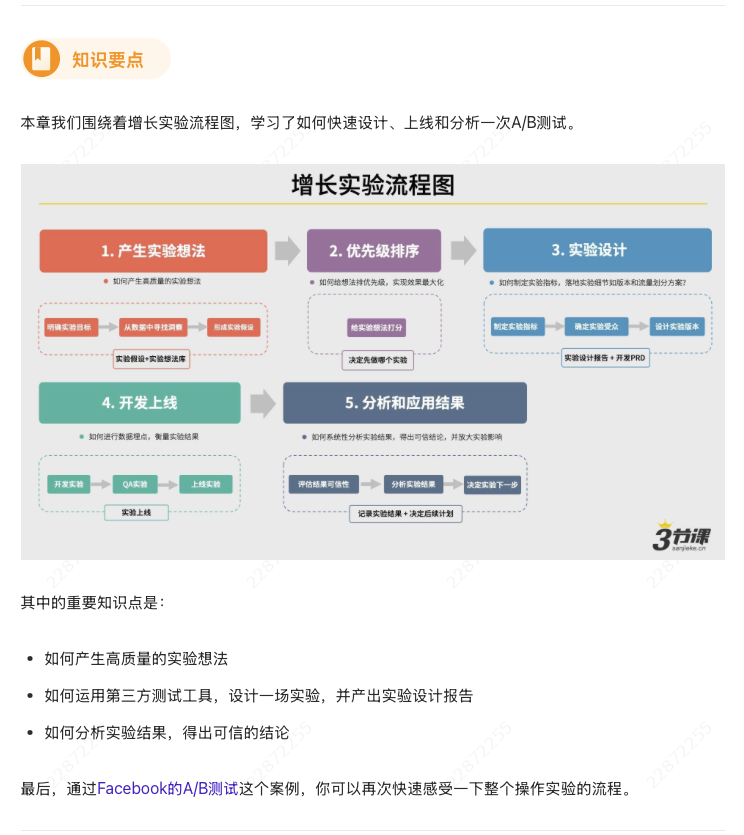 知识要点
本章我们围绕着增长实验流程图，学习了如何快速设计、上线和分析一次A/B测试。
增长实验流程图
1. 产生实验想法
2. 优先级排序
3. 实验设计
如何产生高质量的实验想法
如何给想法排优先级，实现效果最大化
如何制定实验指标，落地实验细节如版本和流量划分方案?
明确实验目标
从数据中寻找洞察
形成实验假设
给实验想法打分
制定实验指标
确定实验受众
设计实验版本
实验假设+实验想法库
决定先做哪个实验
实验设计报告 + 开发PRD
4. 开发上线
5. 分析和应用结果
如何进行数据埋点，衡量实验结果
如何系统性分析实验结果，得出可信结论，并放大实验影响
开发实验
QA实验
上线实验
评估结果可信性
分析实验结果
决定实验下一步
实验上线
记录实验结果 + 决定后续计划
3节课
sanjieke.cn
其中的重要知识点是：
如何产生高质量的实验想法
如何运用第三方测试工具，设计一场实验，并产出实验设计报告
如何分析实验结果，得出可信的结论
最后，通过Facebook的A/B测试这个案例，你可以再次快速感受一下整个操作实验的流程。
22872255